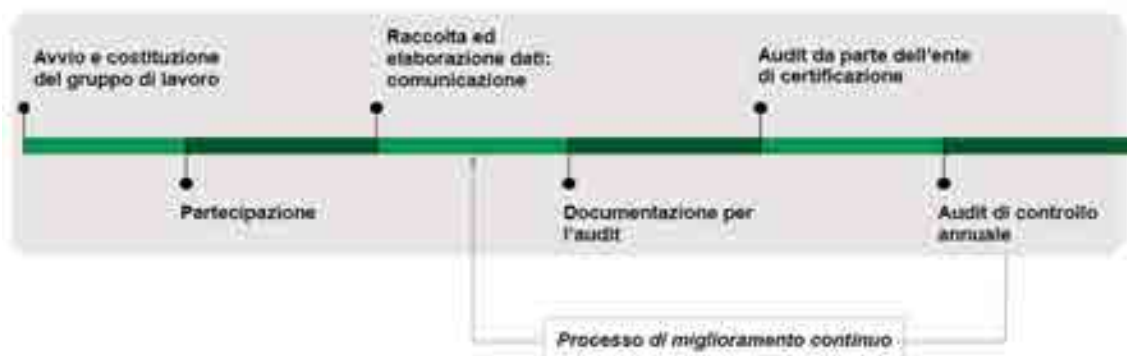 Avvio e costituzione
del gruppo di lavoro
Raccolta ed
elaborazione dati:
comunicazione
Audit da parte dell'ente
di certificazione
Partecipazione
Documentazione per
l'audit
Audit di controllo
annuale
Processo di miglioramento continuo